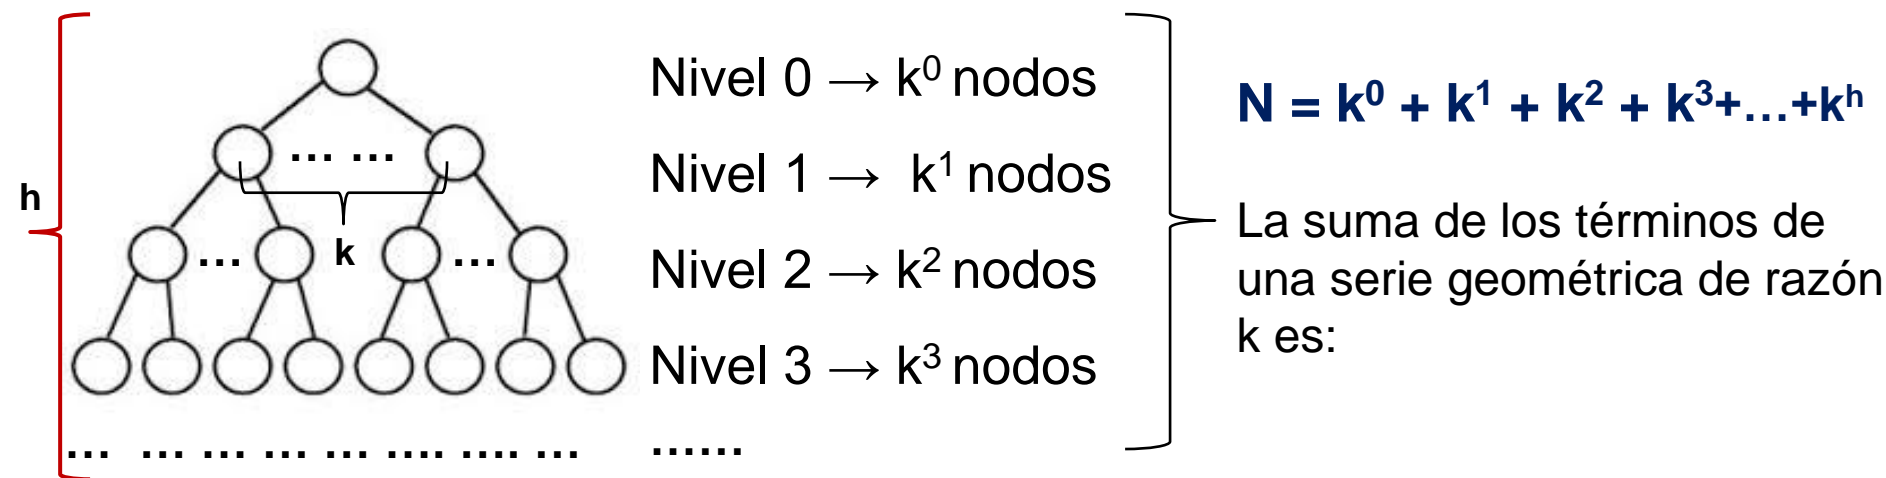 h
… …
… k …
… … … … … …. …. …
Nivel 0 → k⁰ nodos
Nivel 1 → k¹ nodos
Nivel 2 → k² nodos
Nivel 3 → k³ nodos
……
N = k⁰ + k¹ + k² + k³+…+kʰ
La suma de los términos de
una serie geométrica de razón
k es: